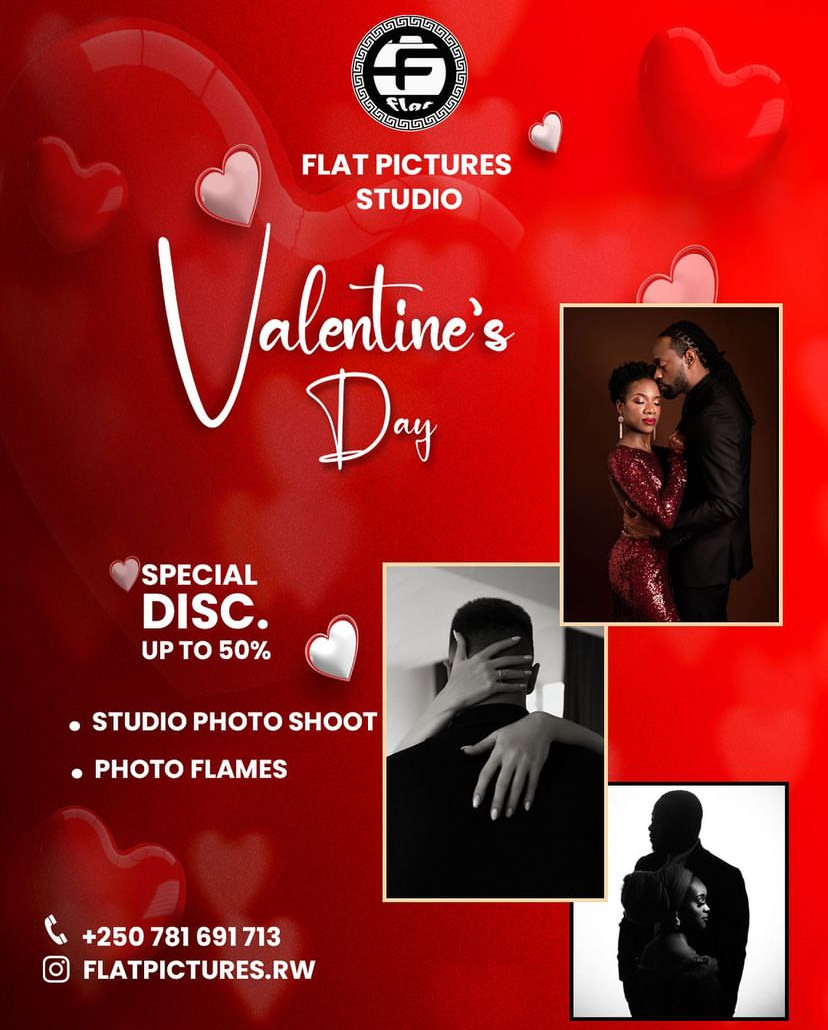 Flat
FLAT PICTURES
STUDIO
Valentine's
Day
SPECIAL
DISC.
UP TO 50%
• STUDIO PHOTO SHOOT
• PHOTO FLAMES
+250 781 691 713
FLATPICTURES.RW